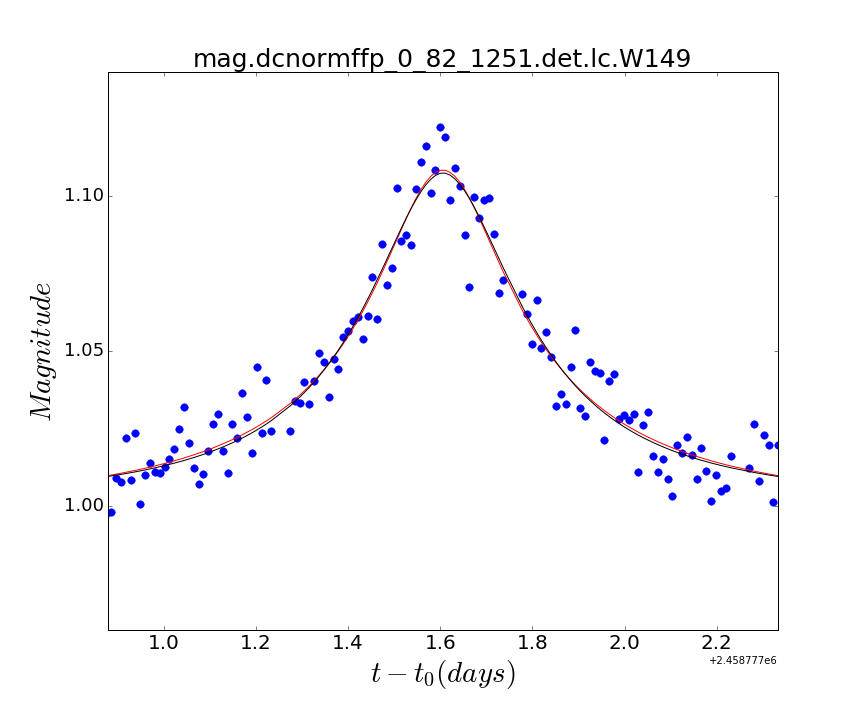 mag.dcnormffp_0_82_1251.det.lc.W149
Magnitude
1.10
1.05
1.00
1.0 1.2 1.4 1.6 1.8 2.0 2.2
+2.458777e6
t − t₀(days)